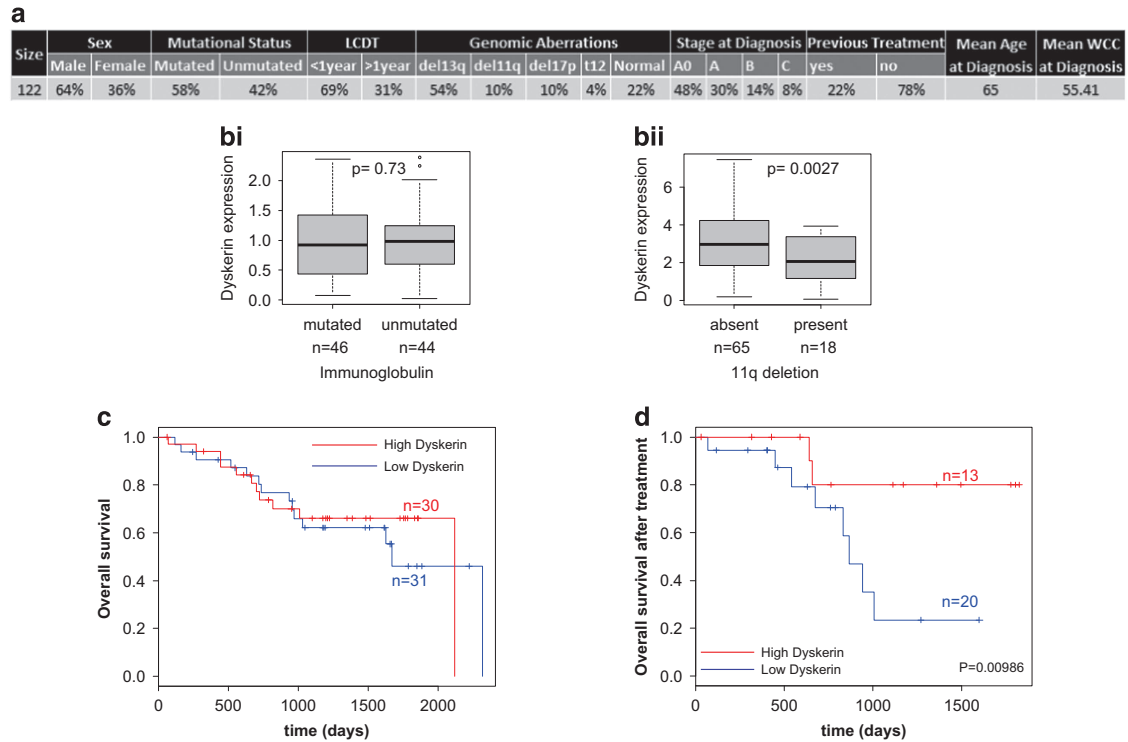 a
Size Sex Mutational Status LCDT Genomic Aberrations Stage at Diagnosis Previous Treatment Mean Age at Diagnosis Mean WCC at Diagnosis
Male Female Mutated Unmutated <1year >1year del13q del11q del17p t12 Normal A0 A B C yes no
122 64% 36% 58% 42% 69% 31% 54% 10% 10% 4% 22% 48% 30% 14% 8% 22% 78% 65 55.41
bi
Dyskerin expression
2.0
1.5
1.0
0.5
0.0
p= 0.73
mutated unmutated
n=46 n=44
Immunoglobulin
bii
Dyskerin expression
6
4
2
0
p= 0.0027
absent present
n=65 n=18
11q deletion
c
Overall survival
1.0
0.8
0.6
0.4
0.2
0.0
High Dyskerin
Low Dyskerin
n=30
n=31
0 500 1000 1500 2000
time (days)
d
Overall survival after treatment
1.0
0.8
0.6
0.4
0.2
0.0
n=13
n=20
High Dyskerin
Low Dyskerin
P=0.00986
0 500 1000 1500
time (days)